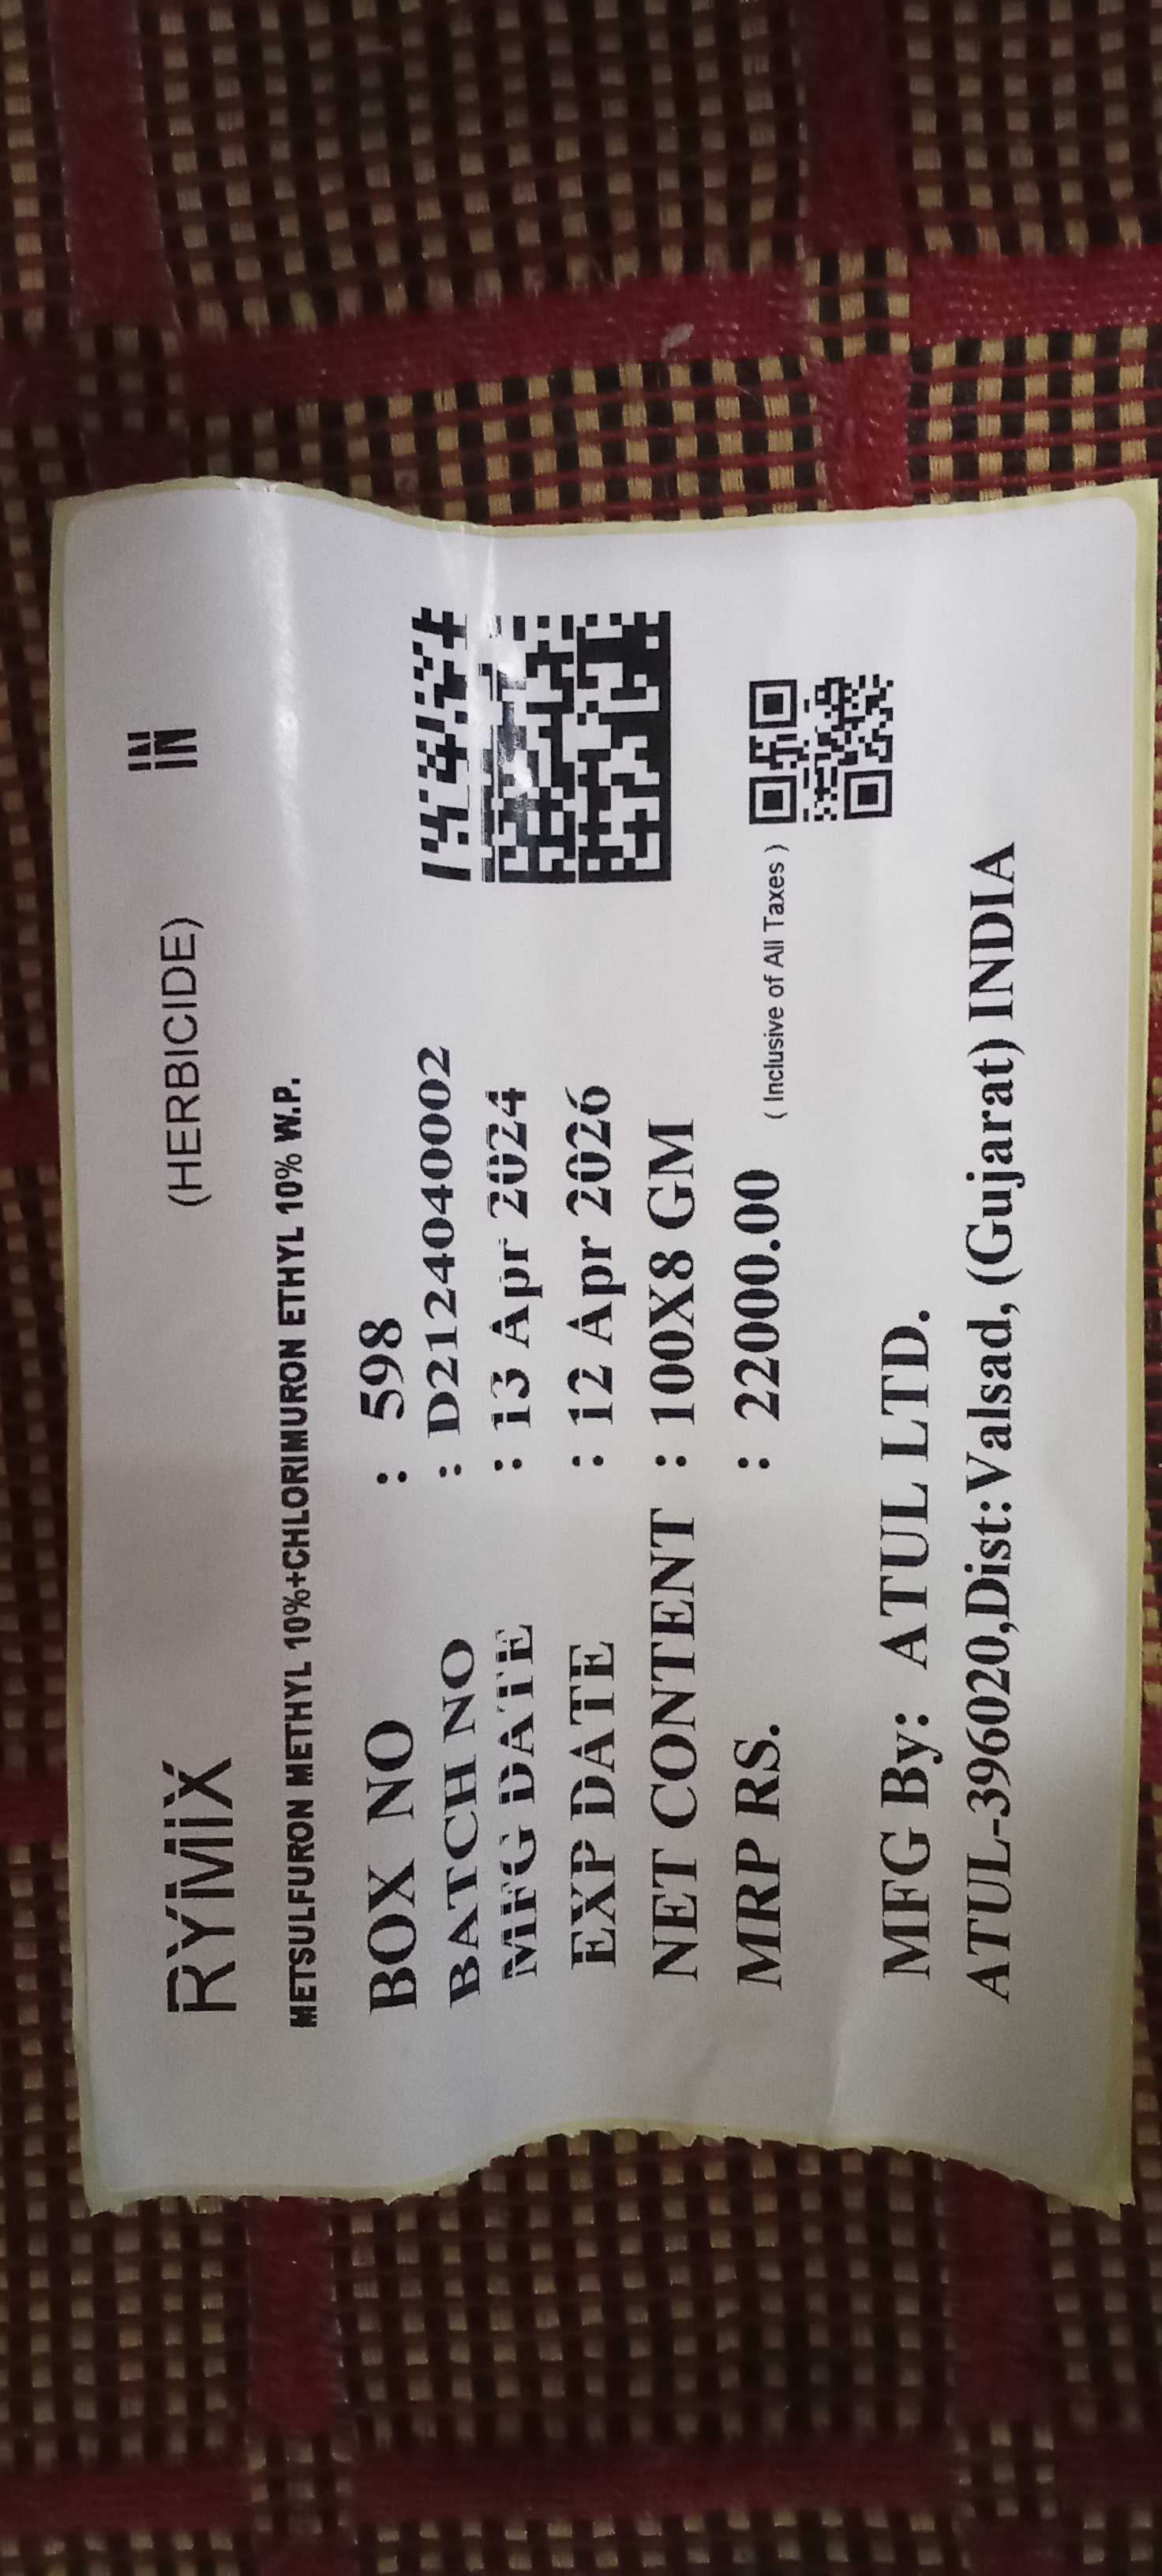 RYMIX (HERBICIDE) IN
METSULFURON METHYL 10%+CHLORIMURON ETHYL 10% W.P.
BOX NO : 598
BATCH NO : D212404002
MFG DATE : 13 Apr 2024
EXP DATE : 12 Apr 2026
NET CONTENT : 100X8 GM
MRP RS. : 22000.00 ( Inclusive of All Taxes )
MFG By: ATUL LTD.
ATUL-396020,Dist:Valsad, (Gujarat) INDIA